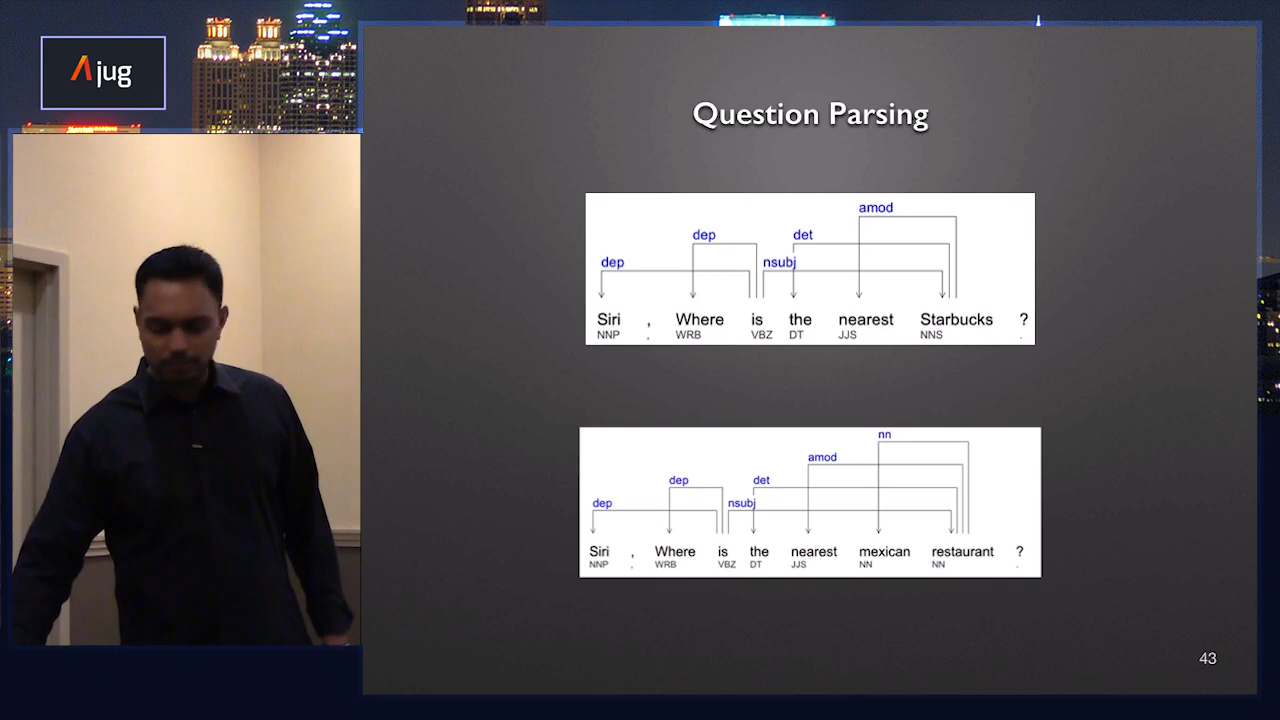 Ajug
Question Parsing
amod
dep det
dep nsubj
Siri , Where is the nearest Starbucks ?
NNP , WRB VBZ DT JJS NNS .
nn
amod
dep det
dep nsubj
Siri , Where is the nearest mexican restaurant ?
NNP , WRB VBZ DT JJS NN NN .
43